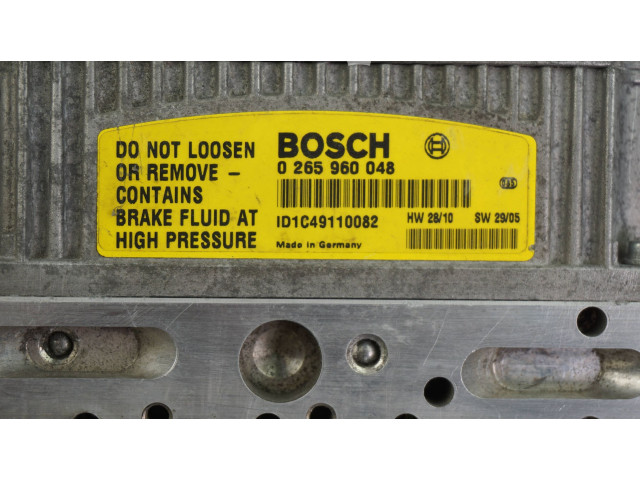 DO NOT LOOSEN
OR REMOVE –
CONTAINS
BRAKE FLUID AT
HIGH PRESSURE
BOSCH
0 265 960 048
ID1C49110082
Made in Germany
HW 28/10 SW 29/05